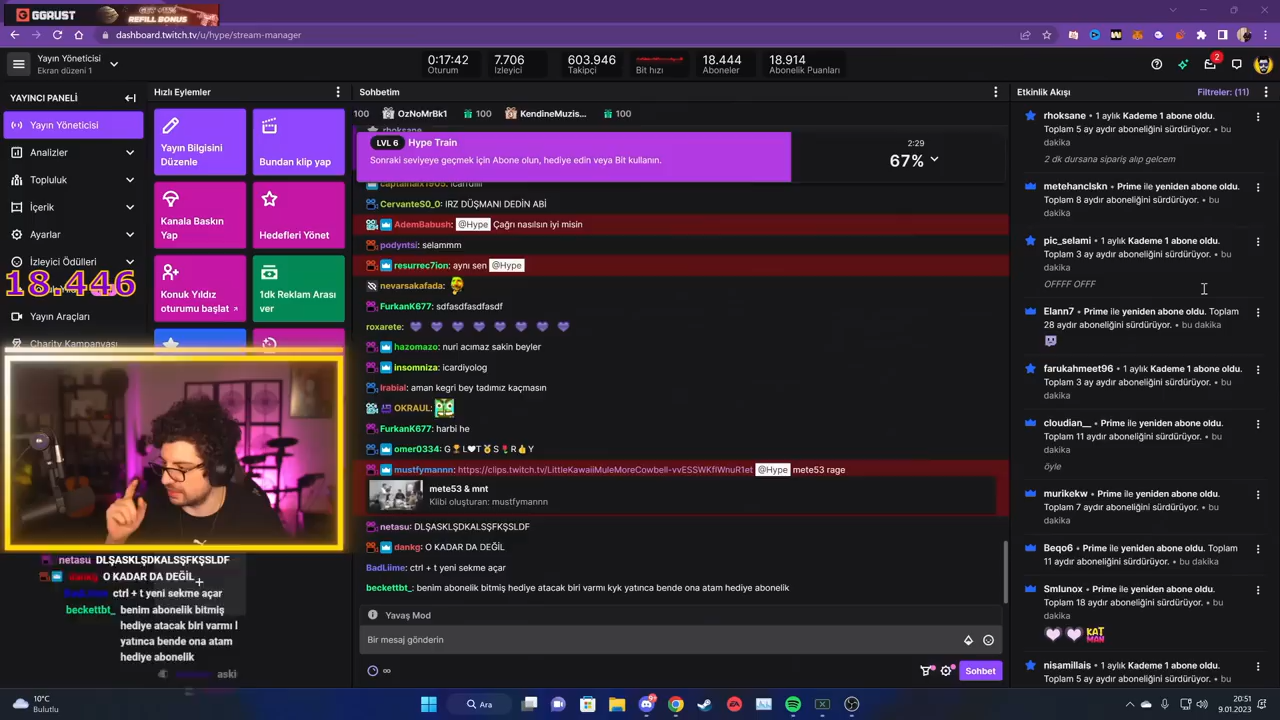 GGRUST
REFILL BONUS
dashboard.twitch.tv/u/hype/stream-manager
Yayın Yöneticisi
Ekran düzeni 1
0:17:42
Oturum
7.706
İzleyici
603.946
Takipçi
Bit hızı
18.444
Aboneler
18.914
Abonelik Puanları
2
YAYINCI PANELİ
Yayın Yöneticisi
Analizler
Topluluk
İçerik
Ayarlar
İzleyici Ödülleri
18.446
Yayın Araçları
Charity Kampanyası
Hızlı Eylemler
Yayın Bilgisini
Düzenle
Bundan klip yap
Kanala Baskın
Yap
Hedefleri Yönet
Konuk Yıldız
oturumu başlat
1dk Reklam Arası
ver
Sohbetim
100 OzNoMrBk1 100 KendineMuzis... 100
rhoksane
LVL 6 Hype Train
Sonraki seviyeye geçmek için Abone olun, hediye edin veya Bit kullanın.
2:29
67%
captainalx1905: icardiiii
CervanteS0_0: !RZ DÜŞMANI DEDİN ABİ
AdemBabush: @Hype Çağrı nasılsın iyi misin
podyntsi: selammm
resurrec7ion: aynı sen @Hype
nevarsakafada:
FurkanK677: sdfasdfasdfasdf
roxarete:
hazomazo: nuri acımaz sakin beyler
insomniza: icardiyolog
Irabial: aman kegri bey tadımız kaçmasın
OKRAUL:
FurkanK677: harbi he
omer0334: G L T S R Y
mustfymannn: https://clips.twitch.tv/LittleKawaiiMuleMoreCowbell-vvESSWKflWnuR1et @Hype mete53 rage
mete53 & mnt
Klibi oluşturan: mustfymannn
netasu: DLŞASKLŞDKALSŞFKŞSLDF
dankg: O KADAR DA DEĞİL
BadLiime: ctrl + t yeni sekme açar
beckettbt_: benim abonelik bitmiş hediye atacak biri varmı kyk yatınca bende ona atam hediye abonelik
Yavaş Mod
Bir mesaj gönderin
∞
Sohbet
Etkinlik Akışı
Filtreler: (11)
rhoksane • 1 aylık Kademe 1 abone oldu.
Toplam 5 ay aydır aboneliğini sürdürüyor. • bu
dakika
2 dk dursana sipariş alıp gelcem
metehanclskn • Prime ile yeniden abone oldu.
Toplam 8 aydır aboneliğini sürdürüyor. • bu
dakika
pic_selami • 1 aylık Kademe 1 abone oldu.
Toplam 3 ay aydır aboneliğini sürdürüyor. • bu
dakika
OFFFF OFFF
Elann7 • Prime ile yeniden abone oldu. Toplam
28 aydır aboneliğini sürdürüyor. • bu dakika
farukahmeet96 • 1 aylık Kademe 1 abone oldu.
Toplam 3 ay aydır aboneliğini sürdürüyor. • bu
dakika
cloudian__ • Prime ile yeniden abone oldu.
Toplam 11 aydır aboneliğini sürdürüyor. • bu
dakika
öyle
murikekw • Prime ile yeniden abone oldu.
Toplam 7 aydır aboneliğini sürdürüyor. • bu
dakika
Beqo6 • Prime ile yeniden abone oldu. Toplam
11 aydır aboneliğini sürdürüyor. • bu dakika
Smlunox • Prime ile yeniden abone oldu.
Toplam 18 aydır aboneliğini sürdürüyor. • bu
dakika
KAT
MAN
nisamillais • 1 aylık Kademe 1 abone oldu.
Toplam 5 ay aydır aboneliğini sürdürüyor. • bu
netasu DLŞASKLŞDKALSŞFKŞSLDF
dankg O KADAR DA DEĞİL
BadLiime ctrl + t yeni sekme açar
beckettbt_ benim abonelik bitmiş
hediye atacak biri varmı
yatınca bende ona atam
hediye abonelik
aski
10°C
Bulutlu
Ara
20:51
9.01.2023